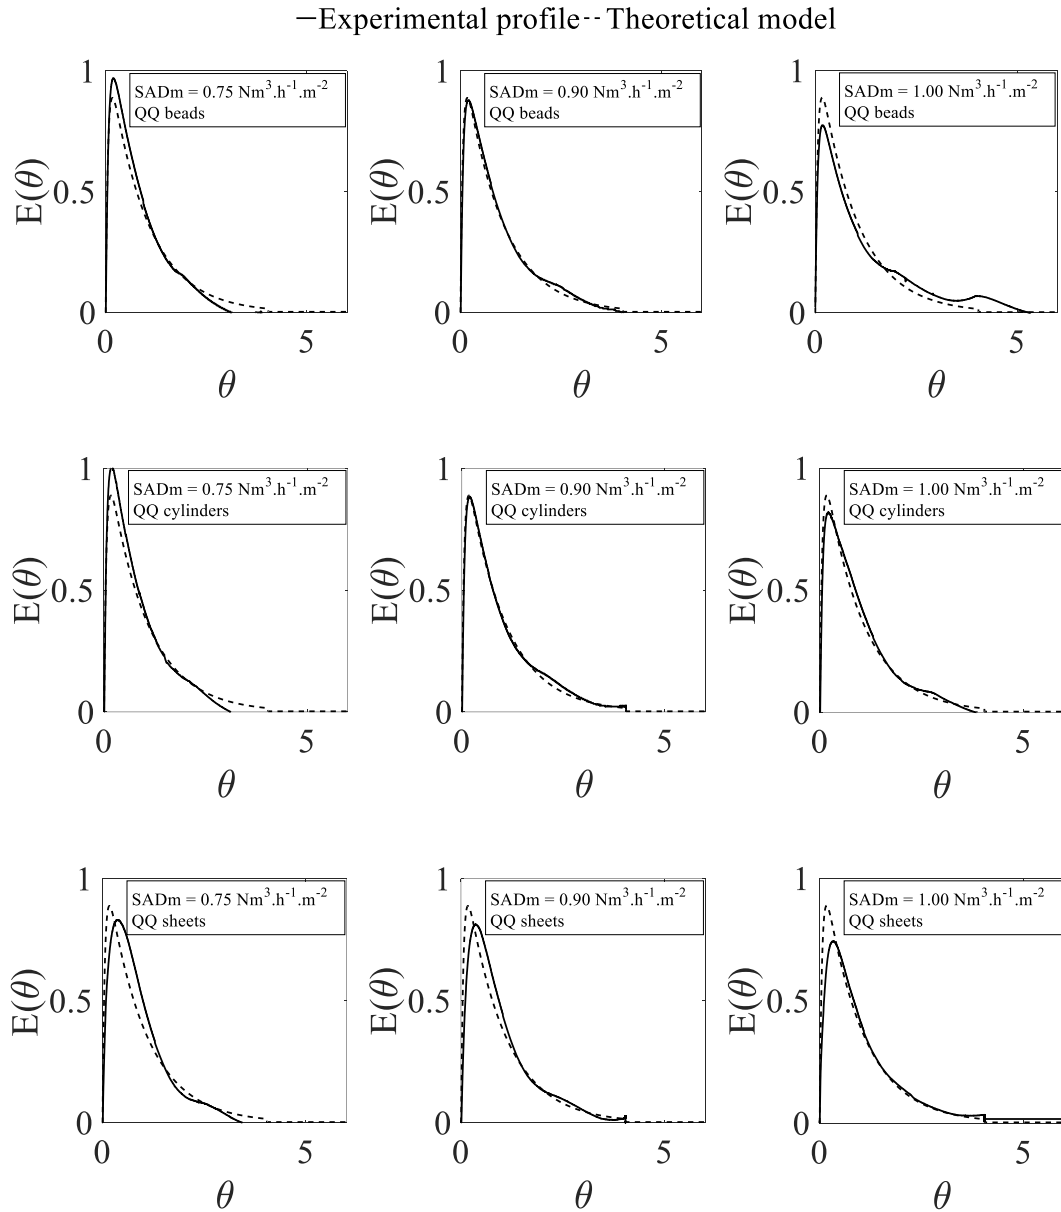 Experimental profile -- Theoretical model
1
SADm = 0.75 Nm³.h⁻¹.m⁻²
QQ beads
E(θ)
0.5
0
0
5
θ
1
SADm = 0.90 Nm³.h⁻¹.m⁻²
QQ beads
E(θ)
0.5
0
0
5
θ
1
SADm = 1.00 Nm³.h⁻¹.m⁻²
QQ beads
E(θ)
0.5
0
0
5
θ
1
SADm = 0.75 Nm³.h⁻¹.m⁻²
QQ cylinders
E(θ)
0.5
0
0
5
θ
1
SADm = 0.90 Nm³.h⁻¹.m⁻²
QQ cylinders
E(θ)
0.5
0
0
5
θ
1
SADm = 1.00 Nm³.h⁻¹.m⁻²
QQ cylinders
E(θ)
0.5
0
0
5
θ
1
SADm = 0.75 Nm³.h⁻¹.m⁻²
QQ sheets
E(θ)
0.5
0
0
5
θ
1
SADm = 0.90 Nm³.h⁻¹.m⁻²
QQ sheets
E(θ)
0.5
0
0
5
θ
1
SADm = 1.00 Nm³.h⁻¹.m⁻²
QQ sheets
E(θ)
0.5
0
0
5
θ